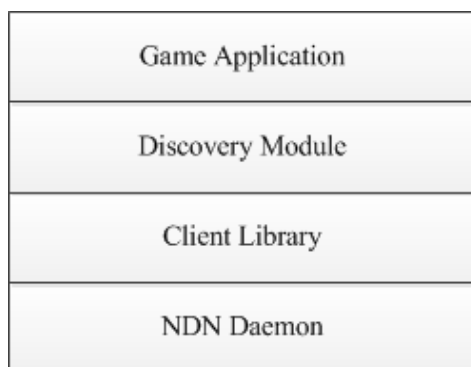 Game Application
Discovery Module
Client Library
NDN Daemon